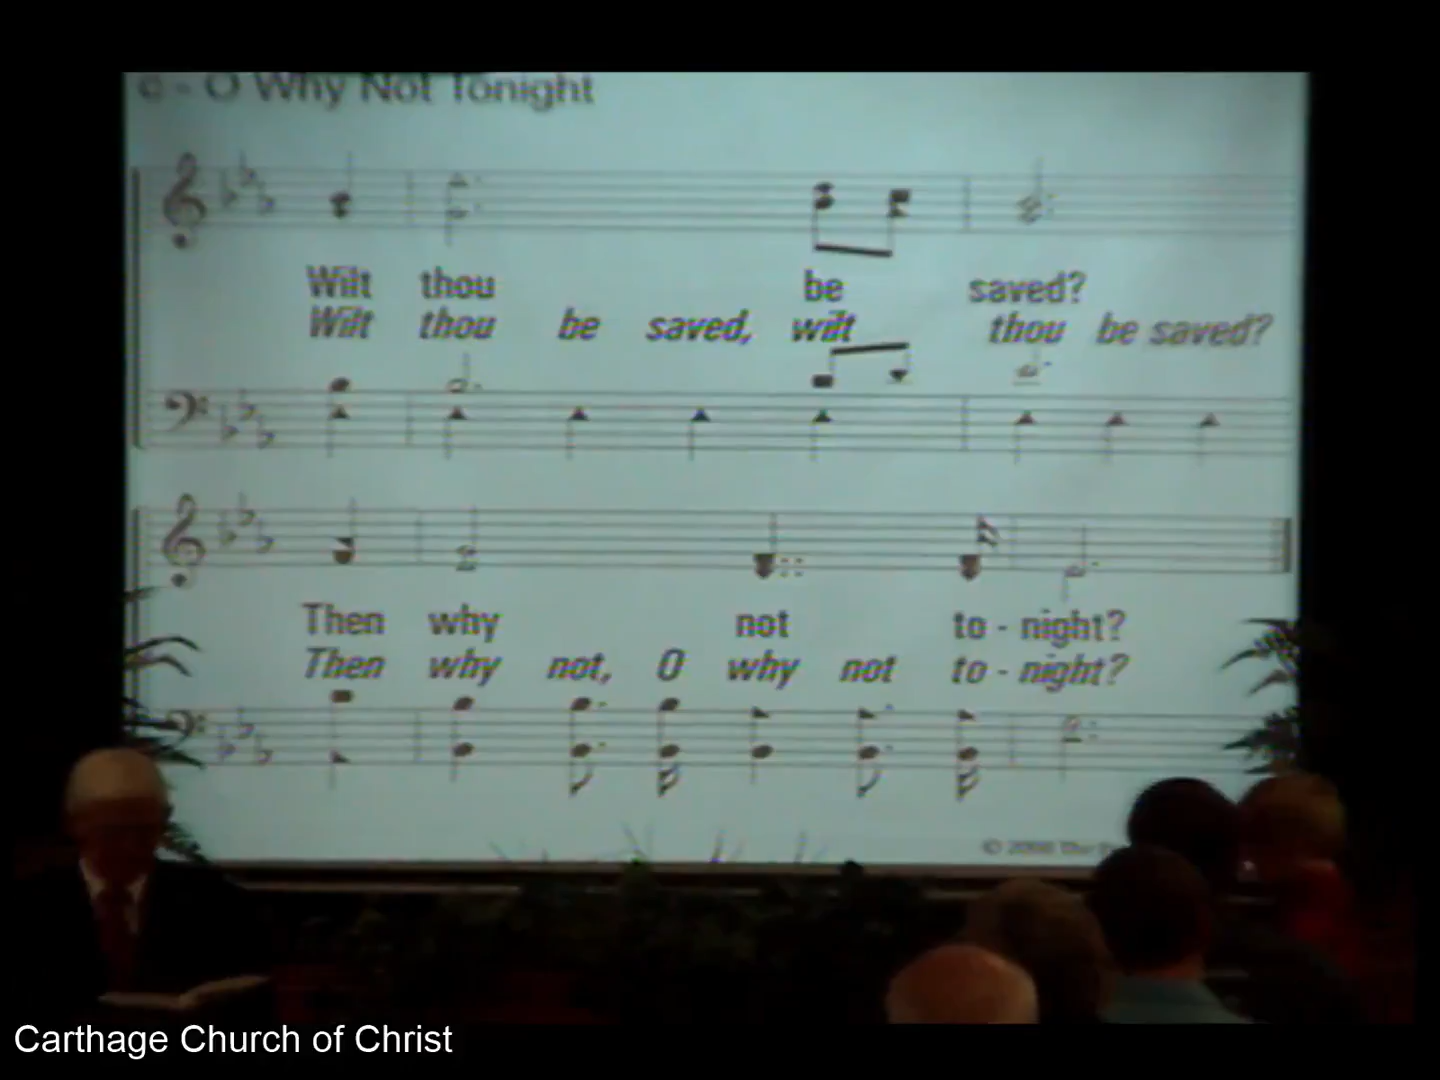 c - O Why Not Tonight
Wilt thou be saved?
Wilt thou be saved, wilt thou be saved?
Then why not to - night?
Then why not, O why not to - night?
©
Carthage Church of Christ